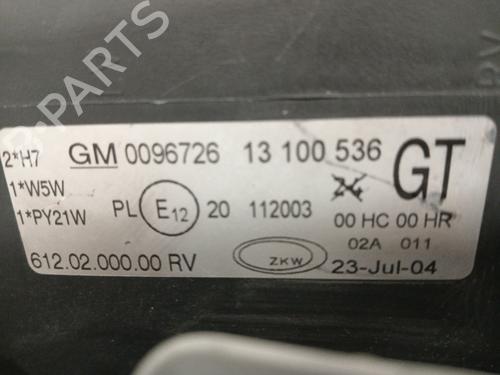 2*H7 GM 0096726 13 100 536 GT
1*W5W
1*PY21W PL E12 20 112003 00 HC 00 HR
02A 011
612.02.000.00 RV ZKW 23-Jul-04
B-PARTS
RV